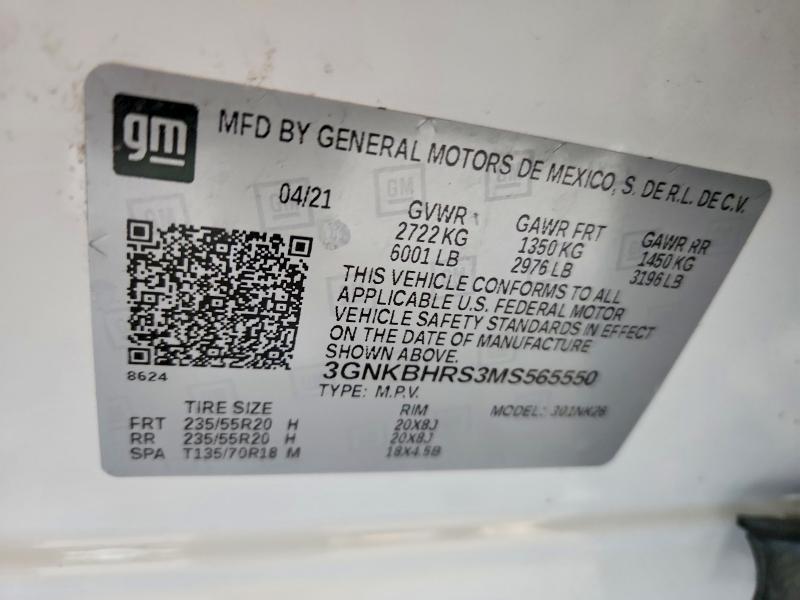 gm
MFD BY GENERAL MOTORS DE MEXICO, S. DE R.L. DE C.V.
04/21
GVWR GAWR FRT GAWR RR
2722 KG 1350 KG 1450 KG
6001 LB 2976 LB 3196 LB
THIS VEHICLE CONFORMS TO ALL
APPLICABLE U.S. FEDERAL MOTOR
VEHICLE SAFETY STANDARDS IN EFFECT
ON THE DATE OF MANUFACTURE
SHOWN ABOVE.
8624
3GNKBHRS3MS565550
TYPE: M.P.V.
TIRE SIZE RIM MODEL: 301NK26
FRT 235/55R20 H 20X8J
RR 235/55R20 H 20X8J
SPA T135/70R18 M 18X4.5B